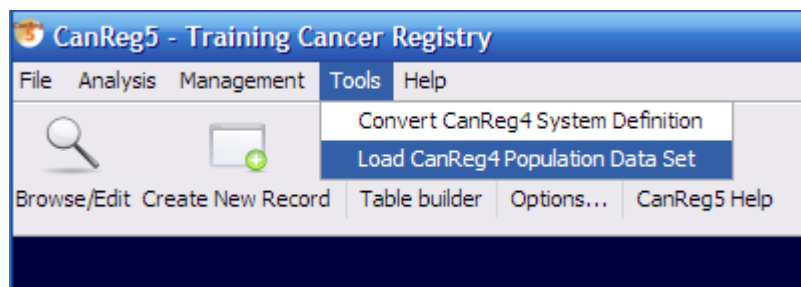 CanReg5 - Training Cancer Registry
File Analysis Management Tools Help
Convert CanReg4 System Definition
Load CanReg4 Population Data Set
Browse/Edit Create New Record Table builder Options... CanReg5 Help